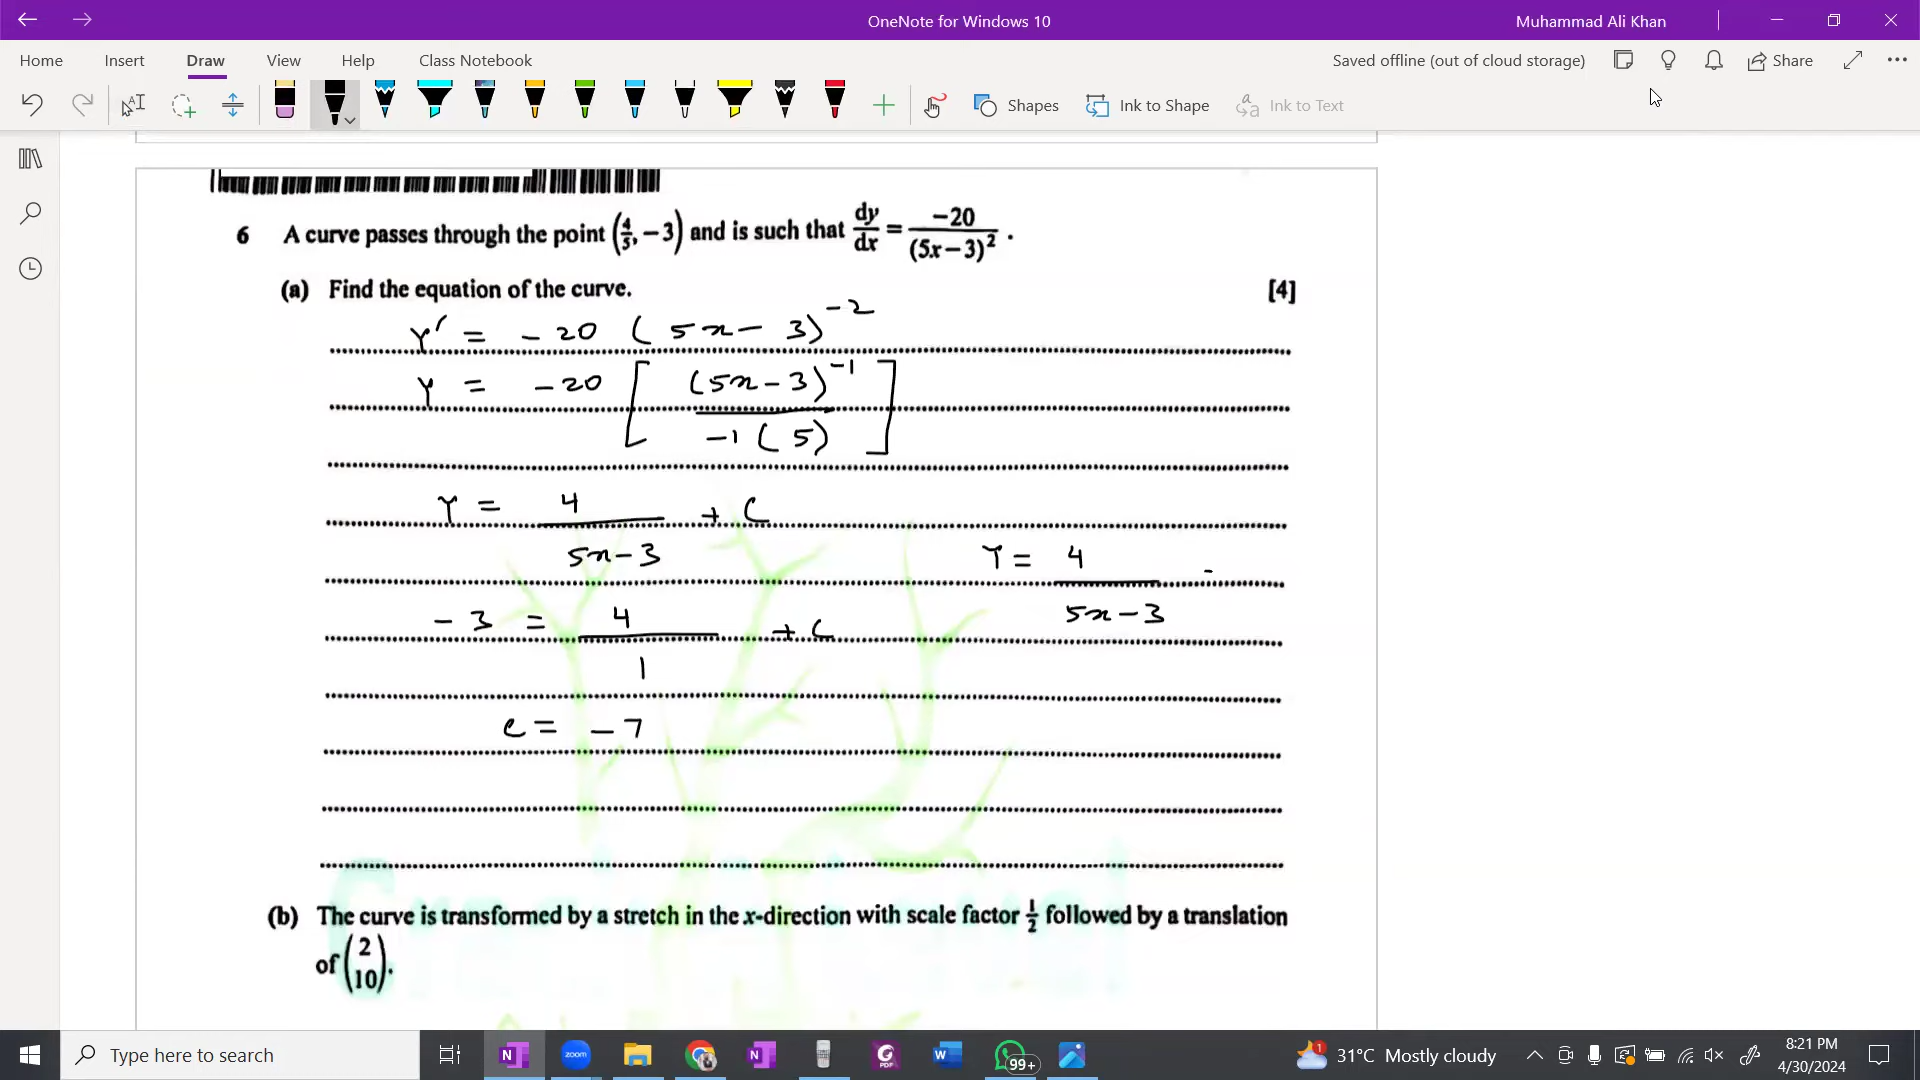 OneNote for Windows 10
Muhammad Ali Khan
Home Insert Draw View Help Class Notebook
Saved offline (out of cloud storage)
Share
Shapes
Ink to Shape
Ink to Text
6 A curve passes through the point (4/5, −3) and is such that dy/dx = −20/(5x−3)².
(a) Find the equation of the curve. [4]
Y′ = −20 (5x − 3)⁻²
Y = −20 [ (5x−3)⁻¹ / −1(5) ]
Y = 4/(5x−3) + C
Y = 4/(5x−3) -
−3 = 4/1 + C
C = −7
(b) The curve is transformed by a stretch in the x-direction with scale factor 1/2 followed by a translation
of (2 10).
Type here to search
zoom
99+
1
31°C Mostly cloudy
8:21 PM
4/30/2024